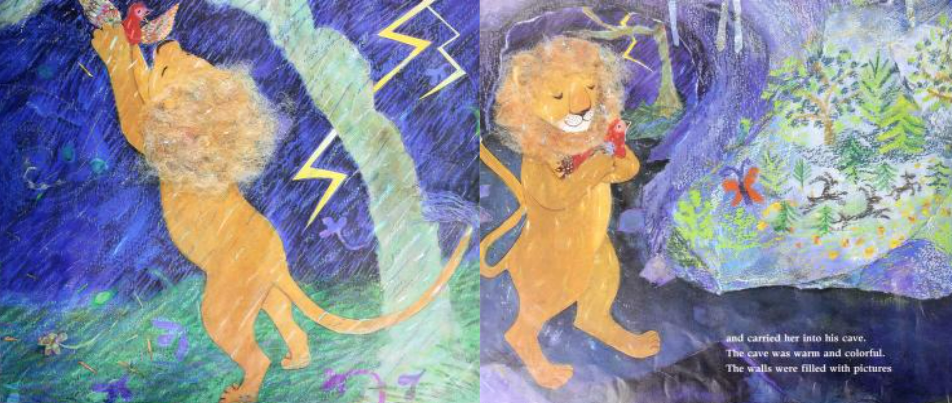 and carried her into his cave.
The cave was warm and colorful.
The walls were filled with pictures